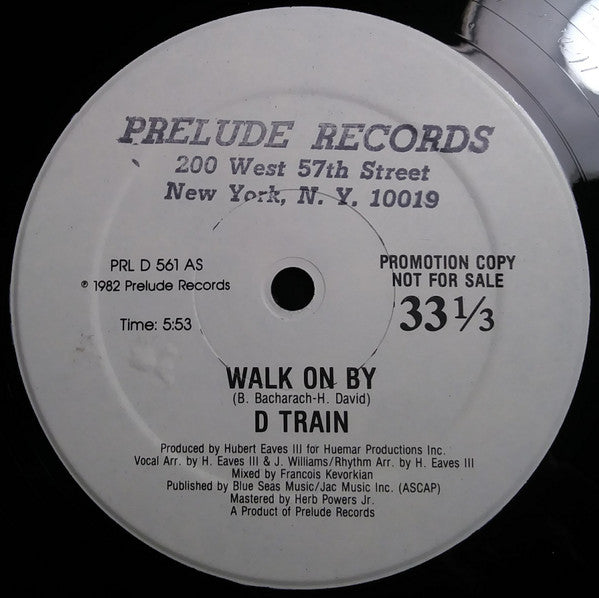 PRELUDE RECORDS
200 West 57th Street
New York, N. Y. 10019
PRL D 561 AS
℗ 1982 Prelude Records
Time: 5:53
PROMOTION COPY
NOT FOR SALE
33 1/3
WALK ON BY
(B. Bacharach-H. David)
D TRAIN
Produced by Hubert Eaves III for Huemar Productions Inc.
Vocal Arr. by H. Eaves III & J. Williams/Rhythm Arr. by H. Eaves III
Mixed by Francois Kevorkian
Published by Blue Seas Music/Jac Music Inc. (ASCAP)
Mastered by Herb Powers Jr.
A Product of Prelude Records